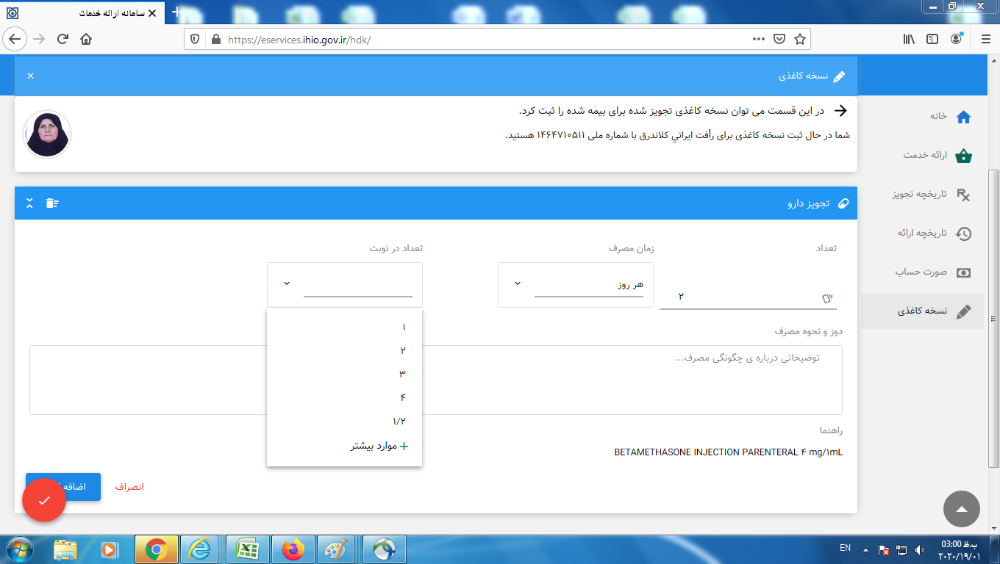 سامانه ارائه خدمات
https://eservices.ihio.gov.ir/hdk/
نسخه کاغذی
در این قسمت می توان نسخه کاغذی تجویز شده برای بیمه شده را ثبت کرد.
شما در حال ثبت نسخه کاغذی برای رأفت ايراني کلاندرق با شماره ملی ۱۴۶۴۷۱۰۵۱۱ هستید.
خانه
ارائه خدمت
تاریخچه تجویز
تاریخچه ارائه
صورت حساب
نسخه کاغذی
تجویز دارو
تعداد
زمان مصرف
تعداد در نوبت
۲
هر روز
۱
۲
۳
۴
۱/۲
موارد بیشتر
دوز و نحوه مصرف
توضیحاتی درباره ی چگونگی مصرف...
راهنما
BETAMETHASONE INJECTION PARENTERAL ۴ mg/۱mL
انصراف
اضافه
EN
03:00 ب.ظ
۲۰۲۰/۱۹/۰۱